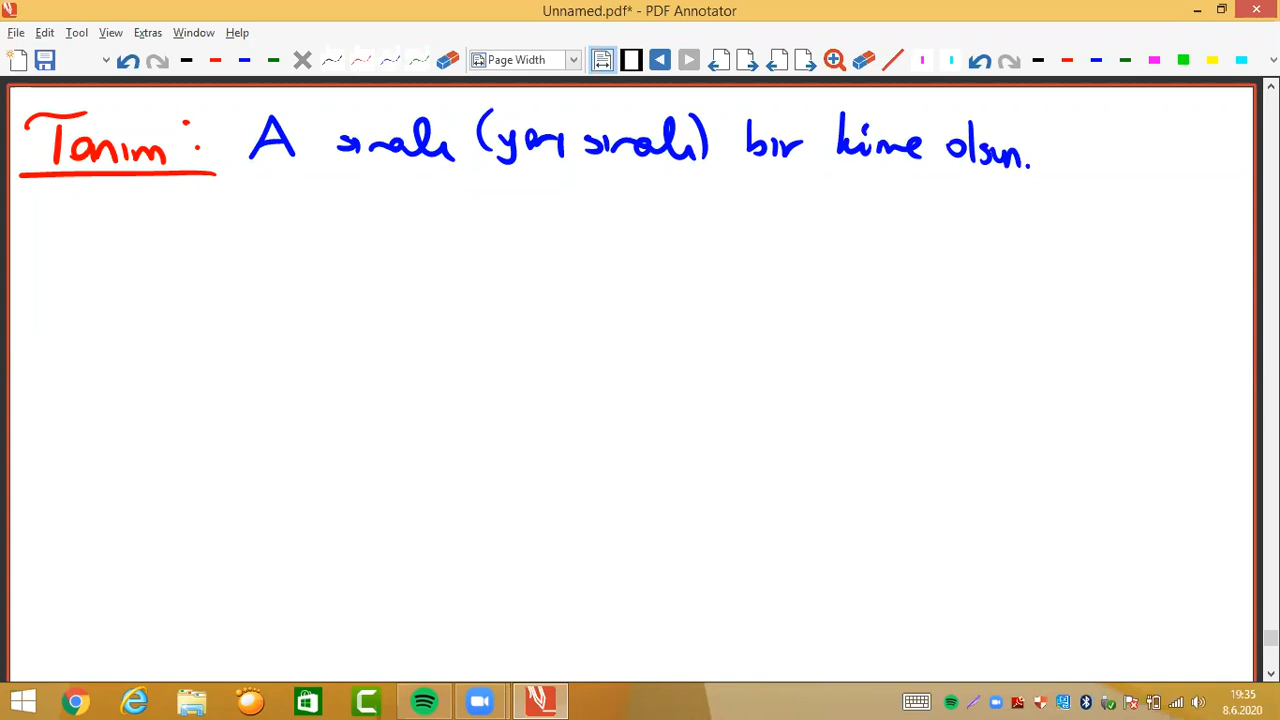 Unnamed.pdf* - PDF Annotator
File Edit Tool View Extras Window Help
Page Width
Tanım: A sıralı (yarı sıralı) bir küme olsun.
19:35
8.6.2020